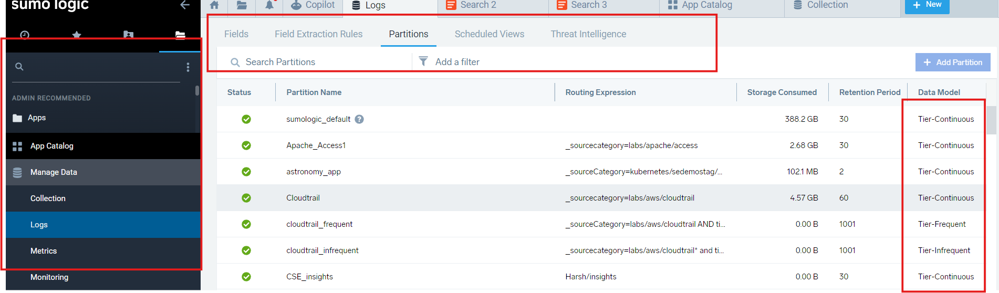 sumo logic
Copilot
Logs
Search 2
Search 3
App Catalog
Collection
+ New
Fields
Field Extraction Rules
Partitions
Scheduled Views
Threat Intelligence
Search Partitions
Add a filter
+ Add Partition
ADMIN RECOMMENDED
Apps
App Catalog
Manage Data
Collection
Logs
Metrics
Monitoring
Status Partition Name Routing Expression Storage Consumed Retention Period Data Model
sumologic_default ? 388.2 GB 30 Tier-Continuous
Apache_Access1 _sourcecategory=labs/apache/access 2.68 GB 30 Tier-Continuous
astronomy_app _sourceCategory=kubernetes/sedemostag/... 102.1 MB 2 Tier-Continuous
Cloudtrail _sourcecategory=labs/aws/cloudtrail 4.57 GB 60 Tier-Continuous
cloudtrail_frequent _sourceCategory=labs/aws/cloudtrail AND ti... 0.00 B 1001 Tier-Frequent
cloudtrail_infrequent _sourcecategory=labs/aws/cloudtrail* and ti... 0.00 B 1001 Tier-Infrequent
CSE_insights Harsh/insights 0.00 B 30 Tier-Continuous